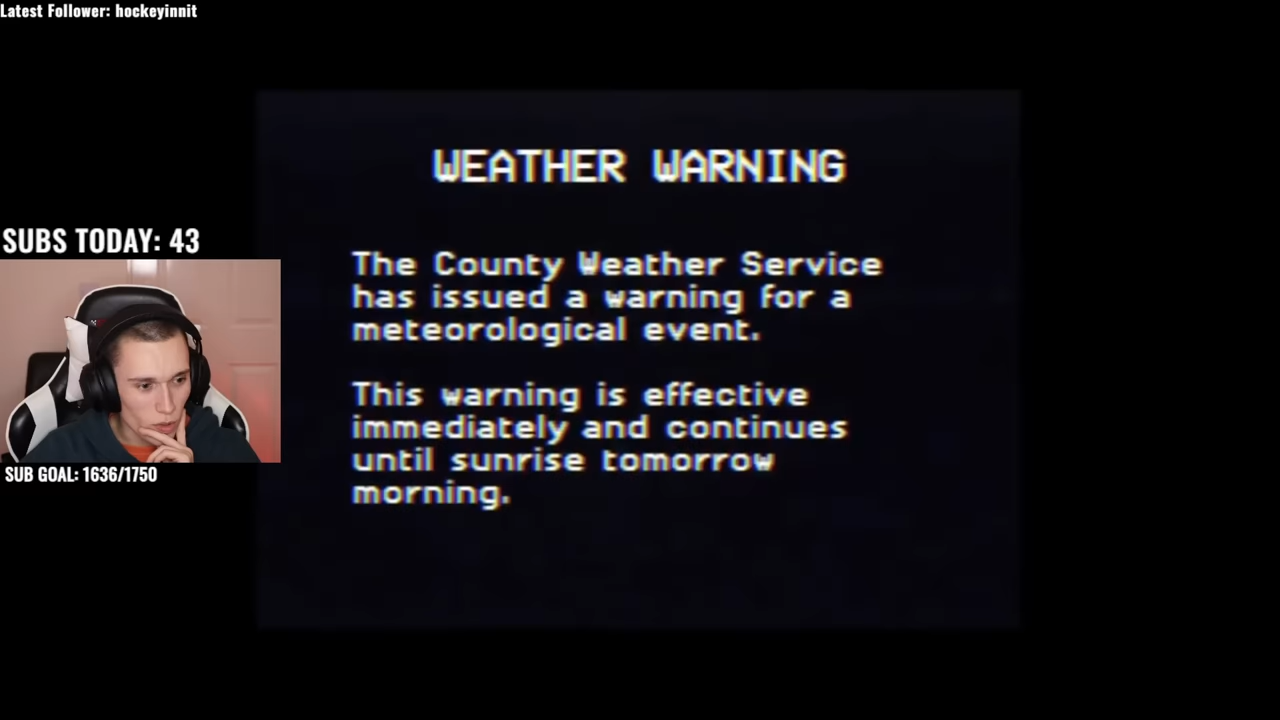 Latest Follower: hockeyinnit
WEATHER WARNING
The County Weather Service
has issued a warning for a
meteorological event.
This warning is effective
immediately and continues
until sunrise tomorrow
morning.
SUBS TODAY: 43
SUB GOAL: 1636/1750